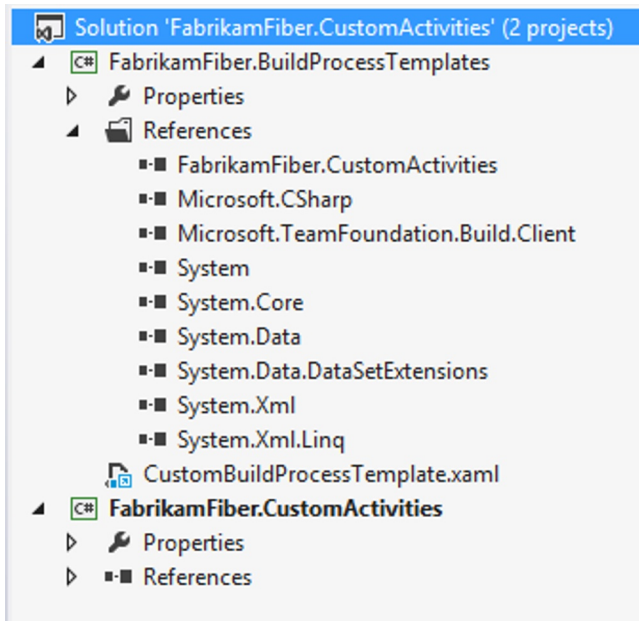 Solution 'FabrikamFiber.CustomActivities' (2 projects)
C# FabrikamFiber.BuildProcessTemplates
Properties
References
FabrikamFiber.CustomActivities
Microsoft.CSharp
Microsoft.TeamFoundation.Build.Client
System
System.Core
System.Data
System.Data.DataSetExtensions
System.Xml
System.Xml.Linq
CustomBuildProcessTemplate.xaml
C# FabrikamFiber.CustomActivities
Properties
References